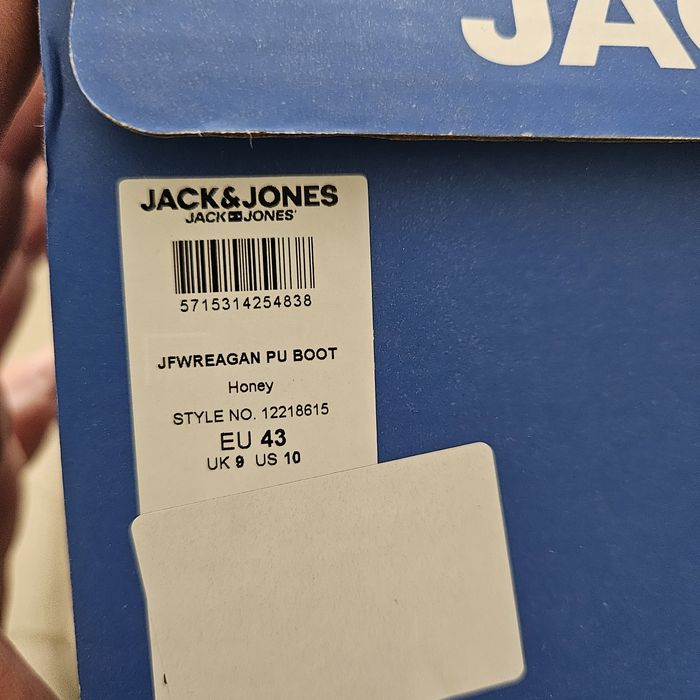 JAC
JACK&JONES
JACK JONES'
5715314254838
JFWREAGAN PU BOOT
Honey
STYLE NO. 12218615
EU 43
UK 9 US 10